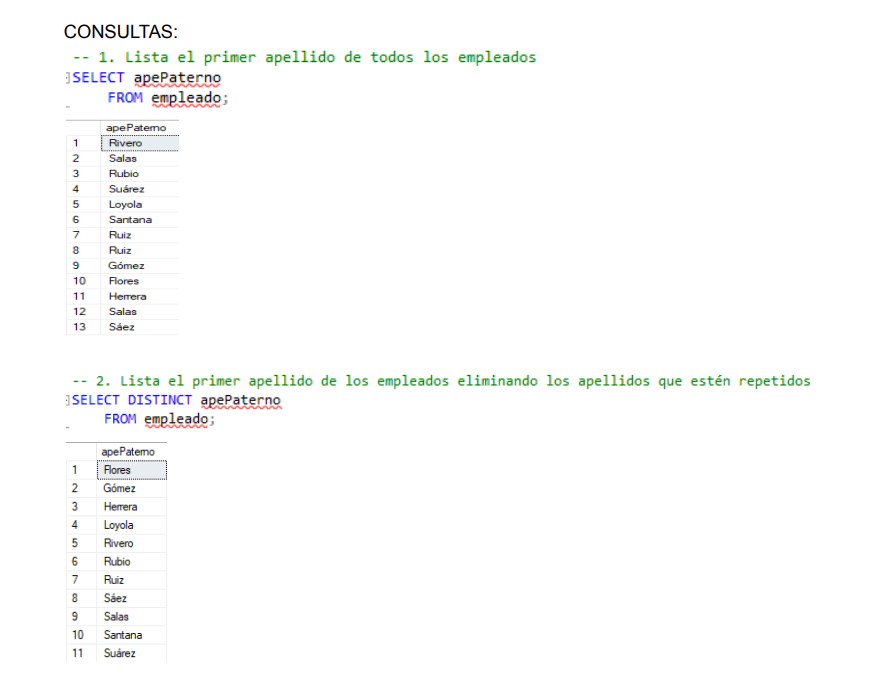 CONSULTAS:
-- 1. Lista el primer apellido de todos los empleados
SELECT apePaterno
FROM empleado;
apePaterno
1 Rivero
2 Salas
3 Rubio
4 Suárez
5 Loyola
6 Santana
7 Ruiz
8 Ruiz
9 Gómez
10 Flores
11 Herrera
12 Salas
13 Sáez
-- 2. Lista el primer apellido de los empleados eliminando los apellidos que estén repetidos
SELECT DISTINCT apePaterno
FROM empleado;
apePaterno
1 Flores
2 Gómez
3 Herrera
4 Loyola
5 Rivero
6 Rubio
7 Ruiz
8 Sáez
9 Salas
10 Santana
11 Suárez